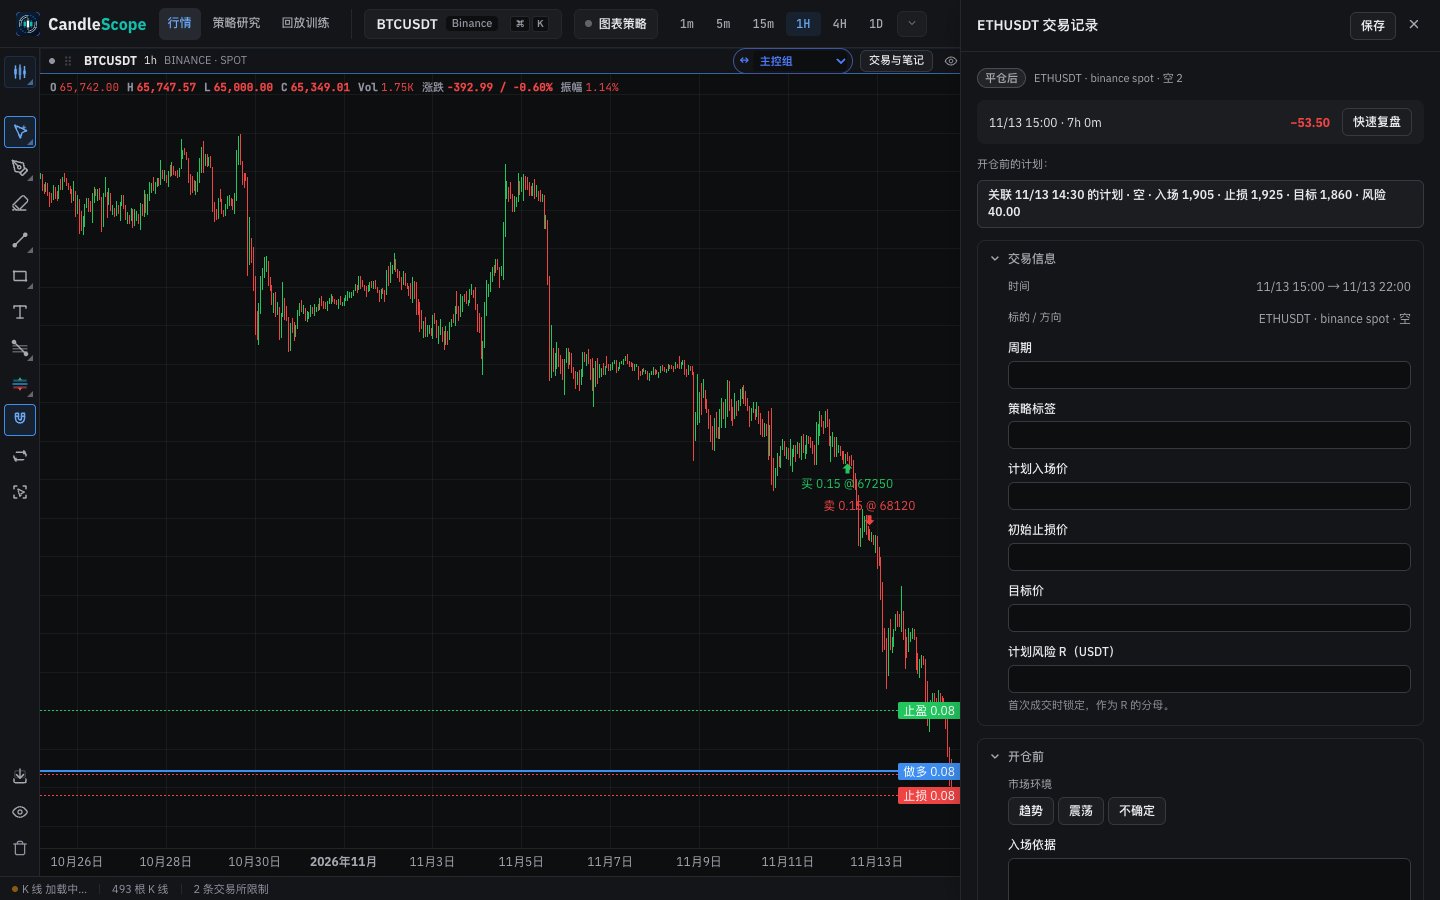 CandleScope
行情
策略研究
回放训练
BTCUSDT Binance ⌘ K
图表策略
1m 5m 15m 1H 4H 1D
BTCUSDT 1h BINANCE · SPOT
主控组
交易与笔记
O 65,742.00 H 65,747.57 L 65,000.00 C 65,349.01 Vol 1.75K 涨跌 -392.99 / -0.60% 振幅 1.14%
买 0.15 @ 67250
卖 0.15 @ 68120
止盈 0.08
做多 0.08
止损 0.08
10月26日 10月28日 10月30日 2026年11月 11月3日 11月5日 11月7日 11月9日 11月11日 11月13日
K 线 加载中... 493 根 K 线 2 条交易所限制
ETHUSDT 交易记录
保存
平仓后 ETHUSDT · binance spot · 空 2
11/13 15:00 · 7h 0m −53.50 快速复盘
开仓前的计划：
关联 11/13 14:30 的计划 · 空 · 入场 1,905 · 止损 1,925 · 目标 1,860 · 风险
40.00
交易信息
时间 11/13 15:00 → 11/13 22:00
标的 / 方向 ETHUSDT · binance spot · 空
周期
策略标签
计划入场价
初始止损价
目标价
计划风险 R（USDT）
首次成交时锁定，作为 R 的分母。
开仓前
市场环境
趋势 震荡 不确定
入场依据